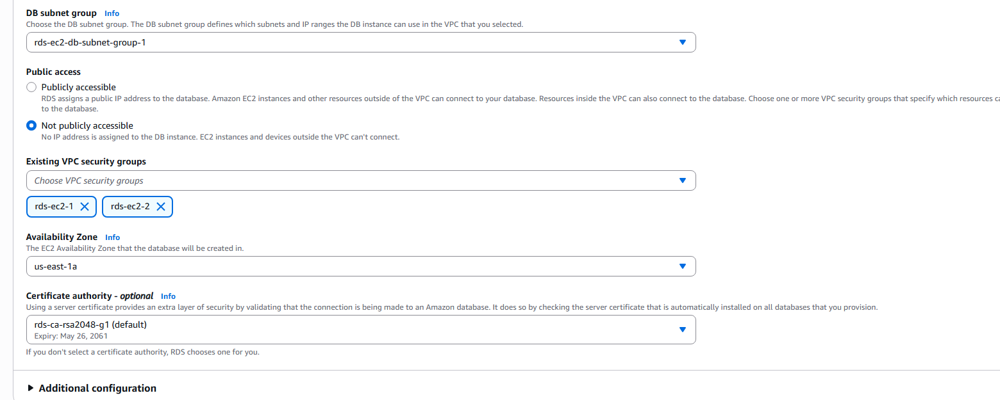 DB subnet group Info
Choose the DB subnet group. The DB subnet group defines which subnets and IP ranges the DB instance can use in the VPC that you selected.
rds-ec2-db-subnet-group-1
Public access
Publicly accessible
RDS assigns a public IP address to the database. Amazon EC2 instances and other resources outside of the VPC can connect to your database. Resources inside the VPC can also connect to the database. Choose one or more VPC security groups that specify which resources
to the database.
Not publicly accessible
No IP address is assigned to the DB instance. EC2 instances and devices outside the VPC can't connect.
Existing VPC security groups
Choose VPC security groups
rds-ec2-1 rds-ec2-2
Availability Zone Info
The EC2 Availability Zone that the database will be created in.
us-east-1a
Certificate authority - optional Info
Using a server certificate provides an extra layer of security by validating that the connection is being made to an Amazon database. It does so by checking the server certificate that is automatically installed on all databases that you provision.
rds-ca-rsa2048-g1 (default)
Expiry: May 26, 2061
If you don't select a certificate authority, RDS chooses one for you.
Additional configuration